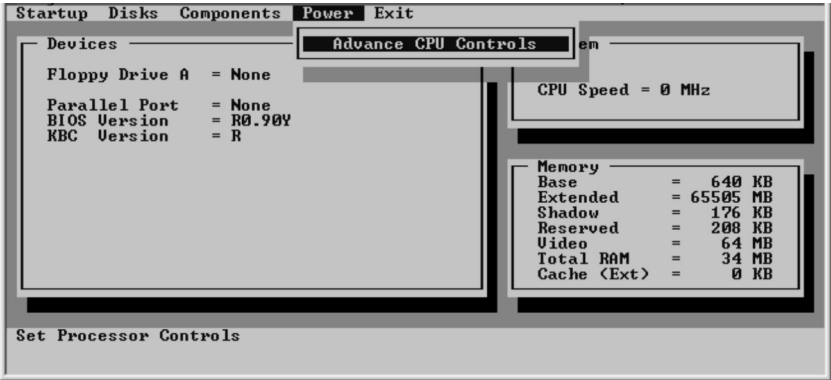 Startup Disks Components Power Exit
Advance CPU Controls
Devices
Floppy Drive A = None
Parallel Port = None
BIOS Version = R0.90Y
KBC Version = R
em
CPU Speed = 0 MHz
Memory
Base = 640 KB
Extended = 65505 MB
Shadow = 176 KB
Reserved = 208 KB
Video = 64 MB
Total RAM = 34 MB
Cache (Ext) = 0 KB
Set Processor Controls